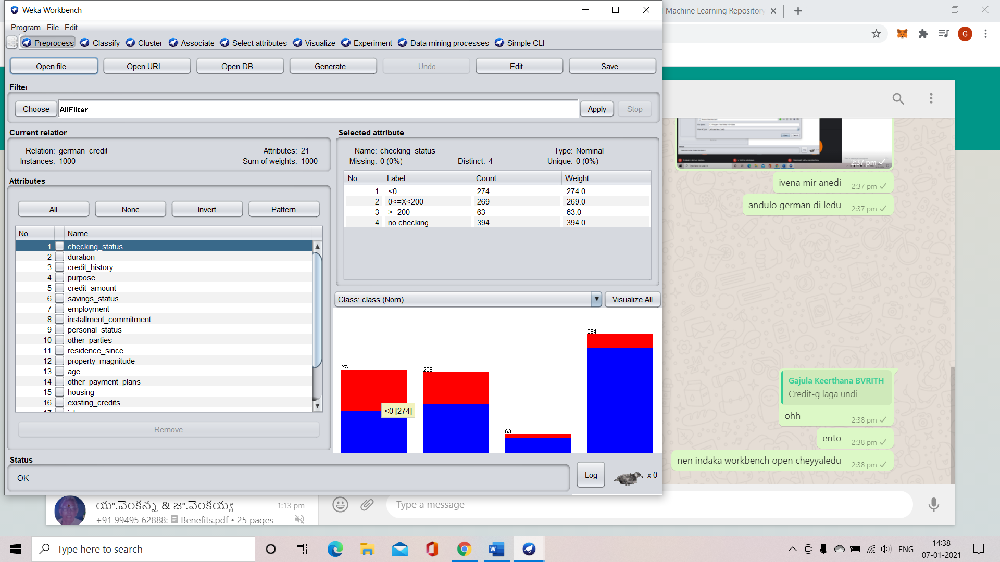 Weka Workbench
Program File Edit
Preprocess Classify Cluster Associate Select attributes Visualize Experiment Data mining processes Simple CLI
Open file... Open URL... Open DB... Generate... Undo Edit... Save...
Filter
Choose AllFilter Apply Stop
Current relation
Relation: german_credit Attributes: 21
Instances: 1000 Sum of weights: 1000
Attributes
All None Invert Pattern
No. Name
1 checking_status
2 duration
3 credit_history
4 purpose
5 credit_amount
6 savings_status
7 employment
8 installment_commitment
9 personal_status
10 other_parties
11 residence_since
12 property_magnitude
13 age
14 other_payment_plans
15 housing
16 existing_credits
Remove
Selected attribute
Name: checking_status Type: Nominal
Missing: 0 (0%) Distinct: 4 Unique: 0 (0%)
No. Label Count Weight
1 <0 274 274.0
2 0<=X<200 269 269.0
3 >=200 63 63.0
4 no checking 394 394.0
Class: class (Nom) Visualize All
274
269
63
394
<0 [274]
Status
OK
Log x 0
Machine Learning Repository
G
2:37 pm
ivena mir anedi 2:37 pm
andulo german di ledu 2:37 pm
Gajula Keerthana BVRITH
Credit-g laga undi
ohh 2:38 pm
ento 2:38 pm
nen indaka workbench open cheyyaledu 2:38 pm
యా.వెంకన్న & జా.వెంకయ్య 1:13 pm
+91 99495 62888: Benefits.pdf • 25 pages
Type a message
Type here to search
ENG
14:38
07-01-2021